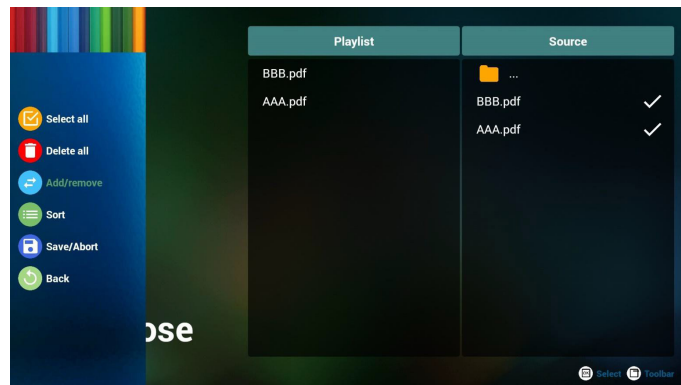 Playlist
Source
BBB.pdf
AAA.pdf
...
BBB.pdf
AAA.pdf
Select all
Delete all
Add/remove
Sort
Save/Abort
Back
ose
Select
Toolbar